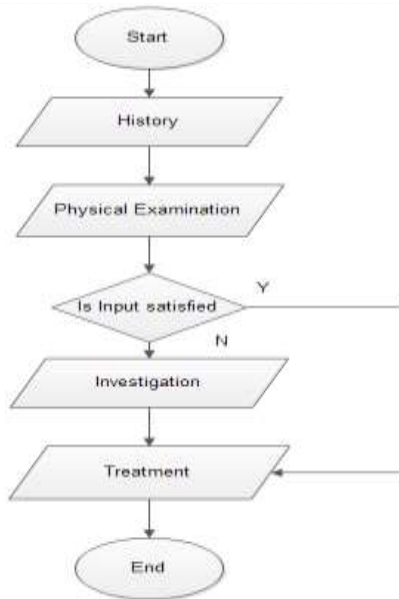 Start
History
Physical Examination
Is Input satisfied
Y
N
Investigation
Treatment
End